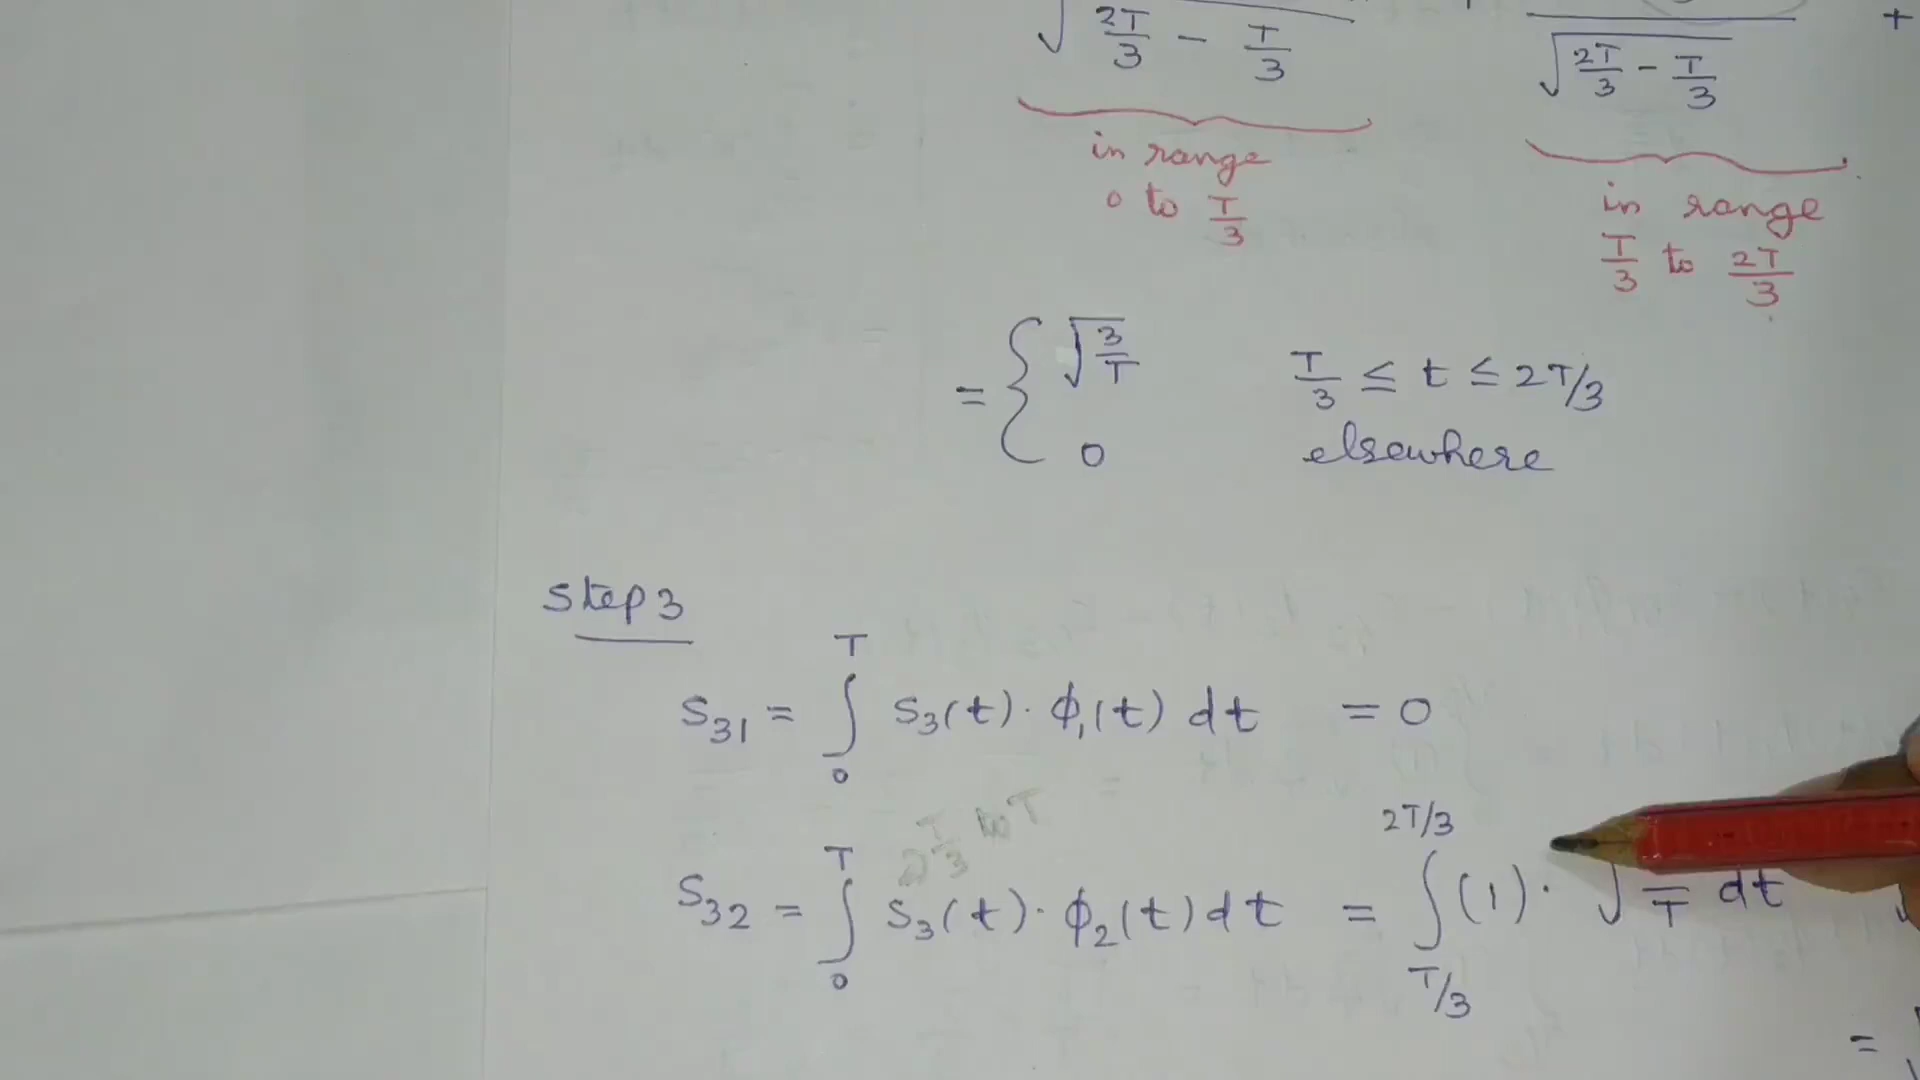 √(2T/3 - T/3) √(2T/3 - T/3) +
in range
0 to T/3
in range
T/3 to 2T/3
= { √(3/T) T/3 ≤ t ≤ 2T/3
0 elsewhere
Step 3
S₃₁ = ∫₀ᵀ S₃(t)· ϕ₁(t) dt = 0
2T/3 to T
S₃₂ = ∫₀ᵀ S₃(t)· ϕ₂(t) dt = ∫_{T/3}^{2T/3} (1)· √ T dt
=